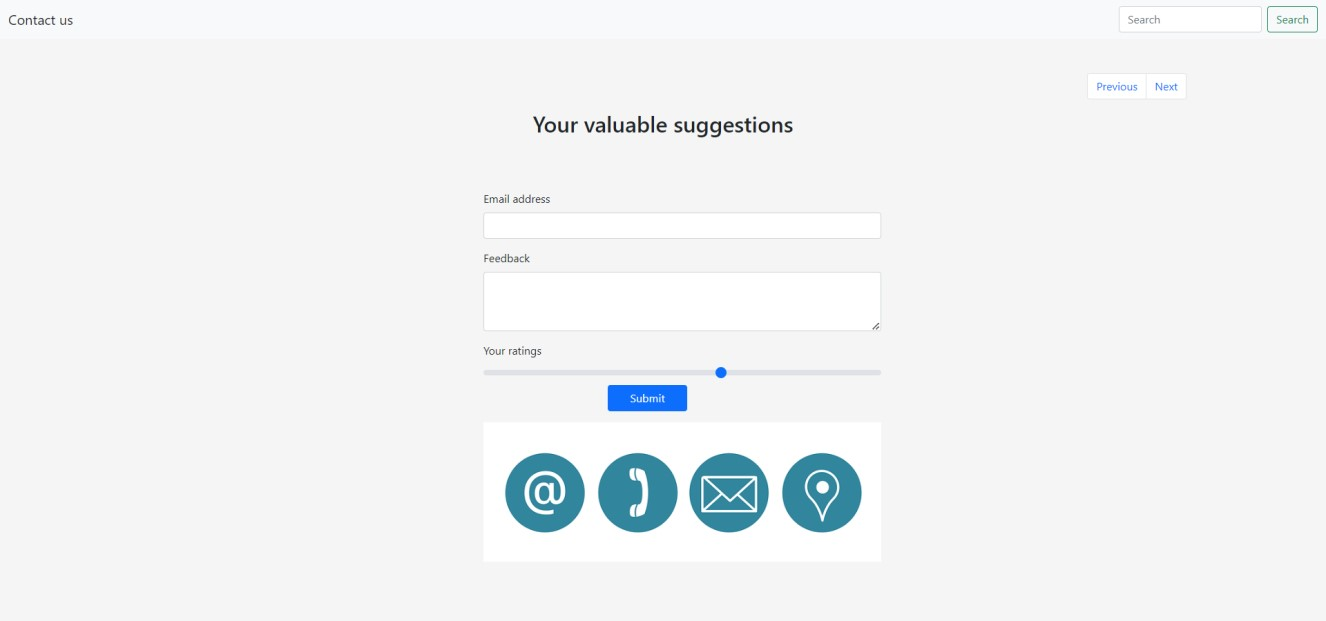 Contact us
Search
Search
Previous
Next
Your valuable suggestions
Email address
Feedback
Your ratings
Submit
@